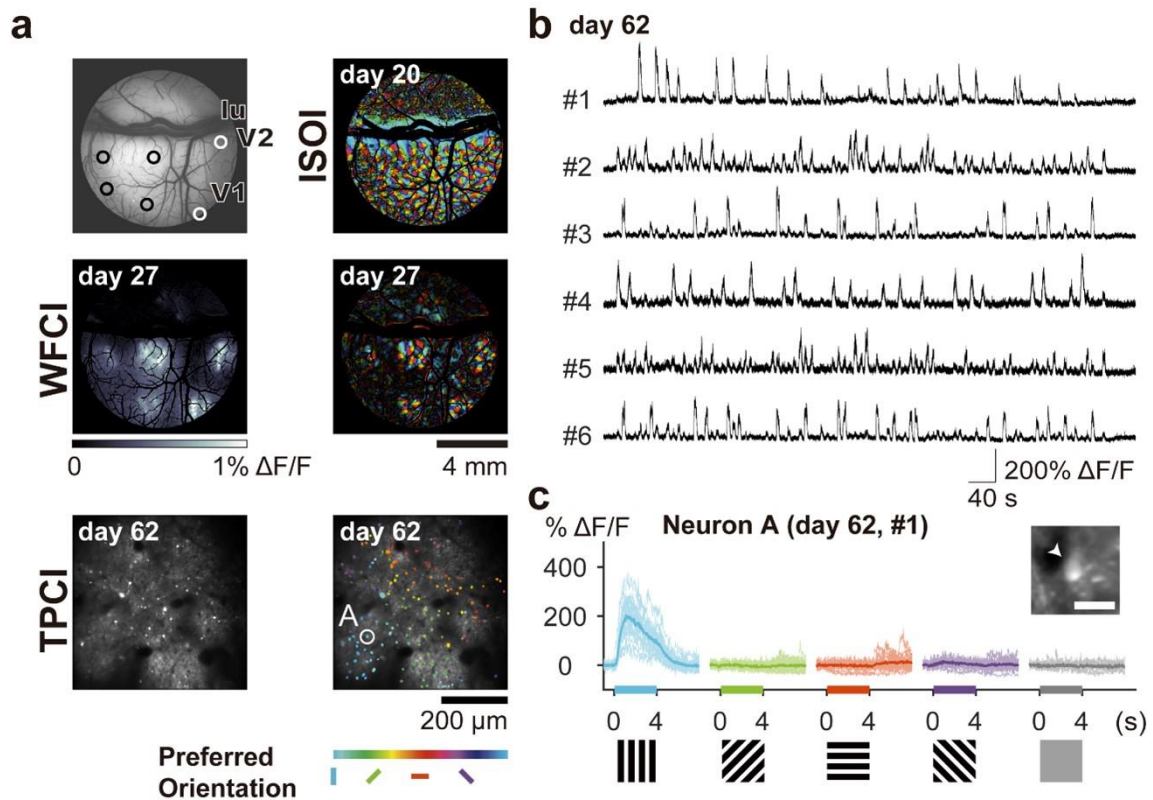 a
lu
V2
V1
ISOI
day 20
WFCI
day 27
day 27
0 1% ΔF/F
4 mm
TPCI
day 62
day 62
A
200 μm
Preferred
Orientation
b day 62
#1
#2
#3
#4
#5
#6
200% ΔF/F
40 s
c
% ΔF/F
Neuron A (day 62, #1)
400
200
0
0 4 0 4 0 4 0 4 0 4 (s)